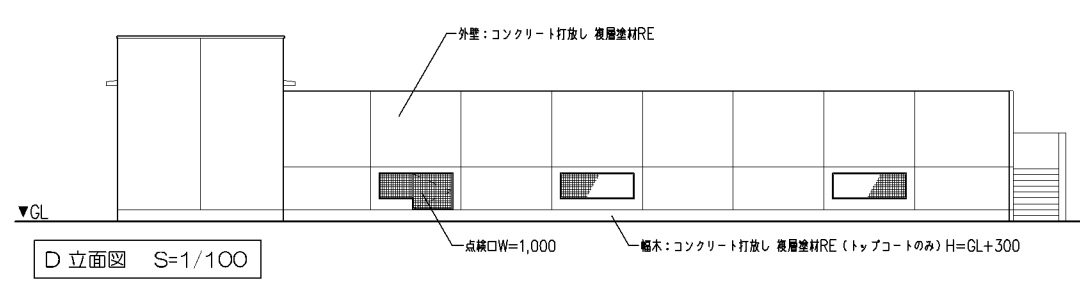 外壁：コンクリート打放し 複層塗材RE
▼GL
点検口W=1,000
幅木：コンクリート打放し 複層塗材RE（トップコートのみ）H=GL+300
D 立面図 S=1/100